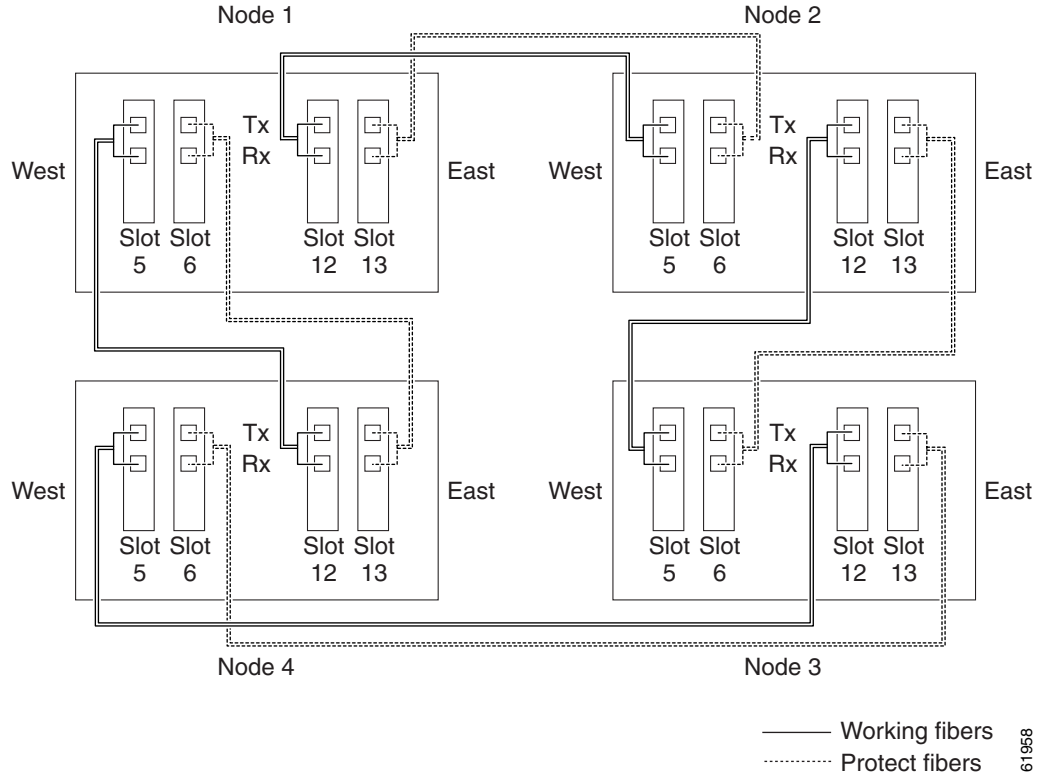 Node 1
Node 2
Tx
Rx
Tx
Rx
West
East
West
East
Slot Slot
5 6
Slot Slot
12 13
Slot Slot
5 6
Slot Slot
12 13
Tx
Rx
Tx
Rx
West
East
West
East
Slot Slot
5 6
Slot Slot
12 13
Slot Slot
5 6
Slot Slot
12 13
Node 4
Node 3
Working fibers
Protect fibers
61958